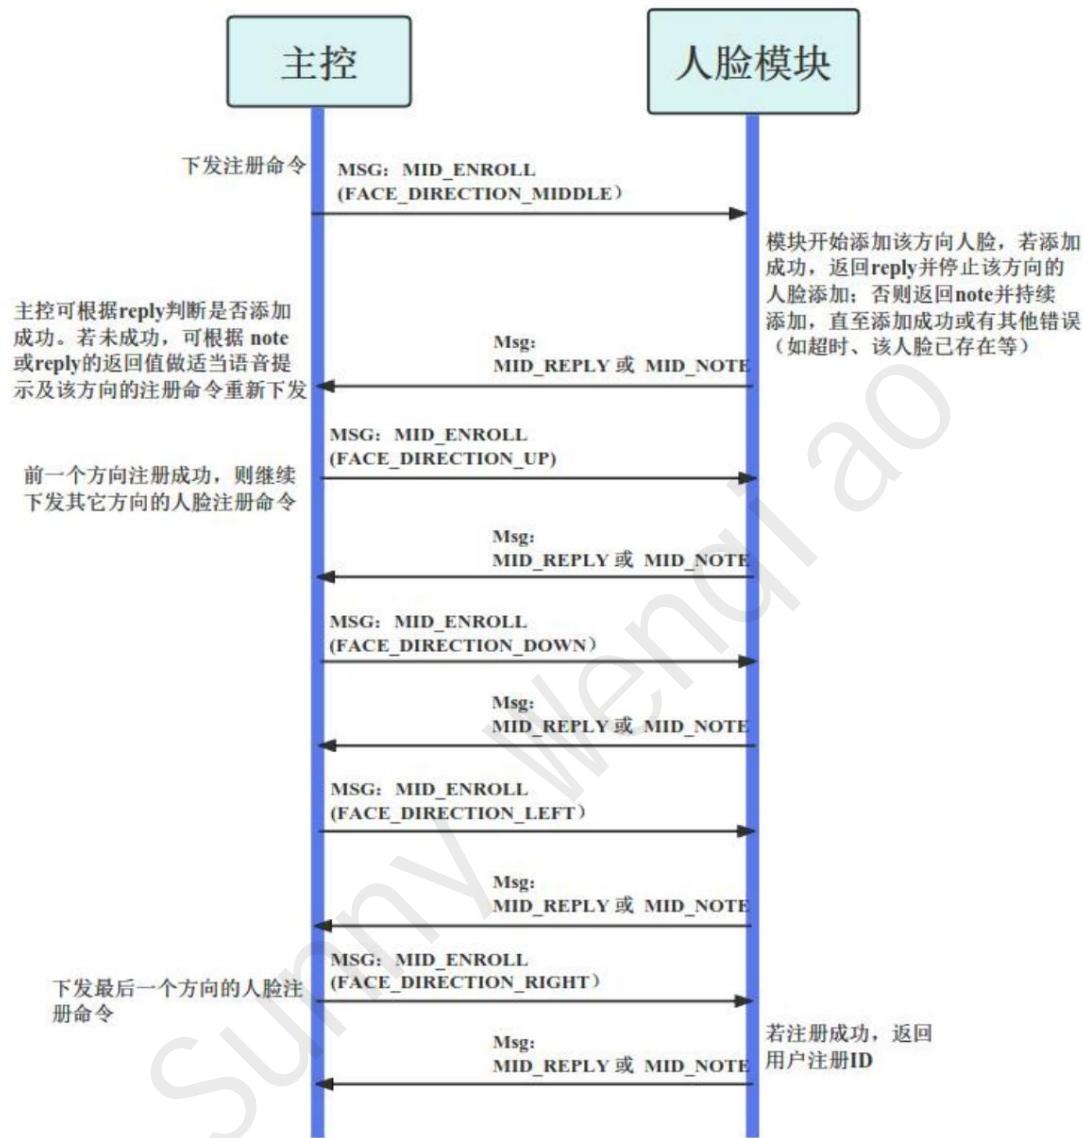 主控
人脸模块
下发注册命令
MSG：MID_ENROLL
(FACE_DIRECTION_MIDDLE）
模块开始添加该方向人脸，若添加
成功，返回reply并停止该方向的
人脸添加；否则返回note并持续
添加，直至添加成功或有其他错误
（如超时、该人脸已存在等）
主控可根据reply判断是否添加
成功。若未成功，可根据 note
或reply的返回值做适当语音提
示及该方向的注册命令重新下发
Msg:
MID_REPLY 或 MID_NOTE
MSG：MID_ENROLL
(FACE_DIRECTION_UP)
前一个方向注册成功，则继续
下发其它方向的人脸注册命令
Msg:
MID_REPLY 或 MID_NOTE
MSG：MID_ENROLL
(FACE_DIRECTION_DOWN）
Msg:
MID_REPLY 或 MID_NOTE
MSG：MID_ENROLL
(FACE_DIRECTION_LEFT）
Msg:
MID_REPLY 或 MID_NOTE
MSG：MID_ENROLL
(FACE_DIRECTION_RIGHT）
下发最后一个方向的人脸注
册命令
Msg:
MID_REPLY 或 MID_NOTE
若注册成功，返回
用户注册ID
Sunny Wenqi ao